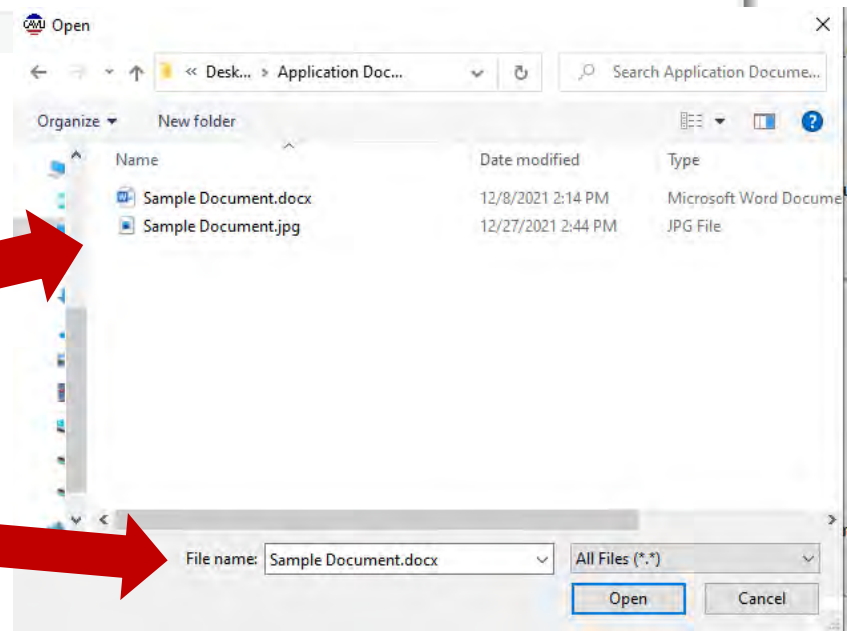 CAVU Open
« Desk... > Application Doc...
Search Application Docume...
Organize
New folder
Name Date modified Type
Sample Document.docx 12/8/2021 2:14 PM Microsoft Word Docume
Sample Document.jpg 12/27/2021 2:44 PM JPG File
File name: Sample Document.docx All Files (*.*)
Open Cancel